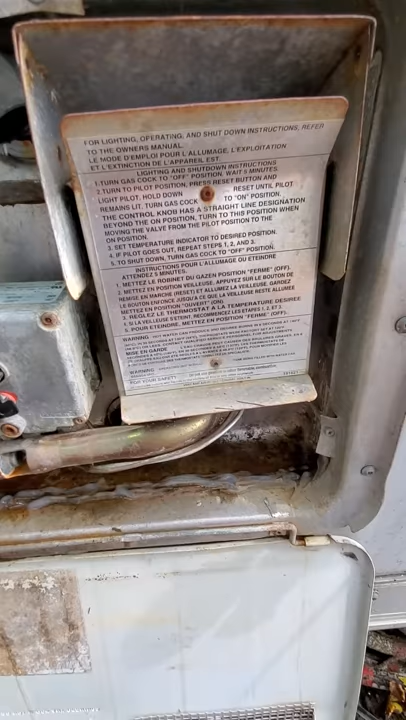 FOR LIGHTING, OPERATING, AND SHUT DOWN INSTRUCTIONS, REFER
TO THE OWNERS MANUAL.
LE MODE D'EMPLOI POUR L'ALLUMAGE, L'EXPLOITATION
ET L'EXTINCTION DE L'APPAREIL EST.
LIGHTING AND SHUTDOWN INSTRUCTIONS
1. TURN GAS COCK TO "OFF" POSITION. WAIT 5 MINUTES
2. TURN TO PILOT POSITION, PRESS RESET BUTTON AND
LIGHT PILOT. HOLD DOWN RESET UNTIL PILOT
REMAINS LIT. TURN GAS COCK TO "ON" POSITION.
THE CONTROL KNOB HAS A STRAIGHT LINE DESIGNATION
BEYOND THE ON POSITION, TURN TO THIS POSITION WHEN
MOVING THE VALVE FROM THE PILOT POSITION TO THE
ON POSITION.
3. SET TEMPERATURE INDICATOR TO DESIRED POSITION.
4. IF PILOT GOES OUT, REPEAT STEPS 1, 2, AND 3.
5. TO SHUT DOWN, TURN GAS COCK TO "OFF" POSITION.
INSTRUCTIONS POUR L'ALLUMAGE OU ETEINDRE
ATTENDEZ 5 MINUTES.
1. METTEZ LE ROBINET DU GAZ EN POSITION "FERME" (OFF).
2. METTEZ EN POSITION VEILLEUSE, APPUYEZ SUR LE BOUTON DE
REMISE EN MARCHE (RESET) ET ALLUMEZ LA VEILLEUSE. GARDEZ
LE BOUTON ENFONCE JUSQU'A CE QUE LA VEILLEUSE RESTE ALLUMEE
METTEZ EN POSITION "OUVERT" (ON).
3. REGLEZ LE THERMOSTAT A LA TEMPERATURE DESIREE
4. SI LA VEILLEUSE S'ETEINT, RECOMMENCEZ LES ETAPES 1, 2 ET 3.
5. POUR ETEINDRE, METTEZ EN POSITION "FERME" (OFF).
WARNING
MISE EN GARDE
WARNING
FOR YOUR SAFETY